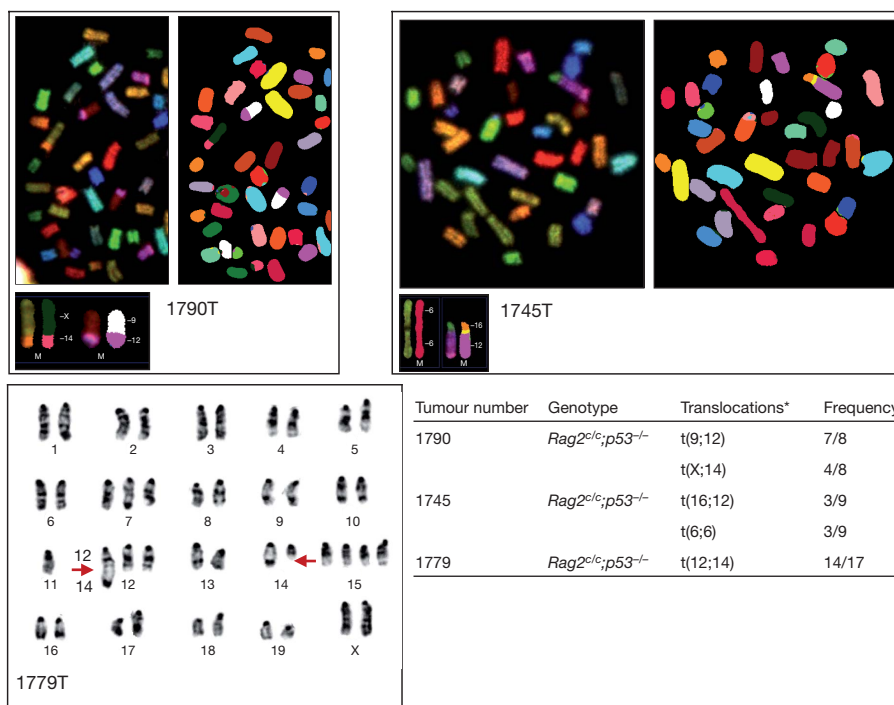 –X
–14
M
–9
–12
M
1790T
–6
–6
M
–16
–12
M
1745T
1 2 3 4 5
6 7 8 9 10
11 12 14 12 13 14 15
16 17 18 19 X
1779T
Tumour number Genotype Translocations* Frequency
1790 Rag2c/c;p53–/– t(9;12) 7/8
t(X;14) 4/8
1745 Rag2c/c;p53–/– t(16;12) 3/9
t(6;6) 3/9
1779 Rag2c/c;p53–/– t(12;14) 14/17